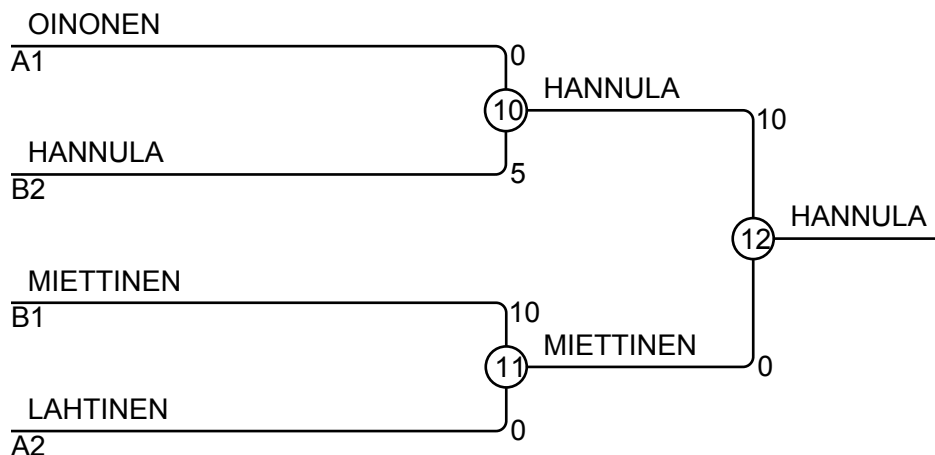 OINONEN
A1
0
10
HANNULA
10
HANNULA
B2
5
12
HANNULA
MIETTINEN
B1
10
11
MIETTINEN
0
LAHTINEN
A2
0